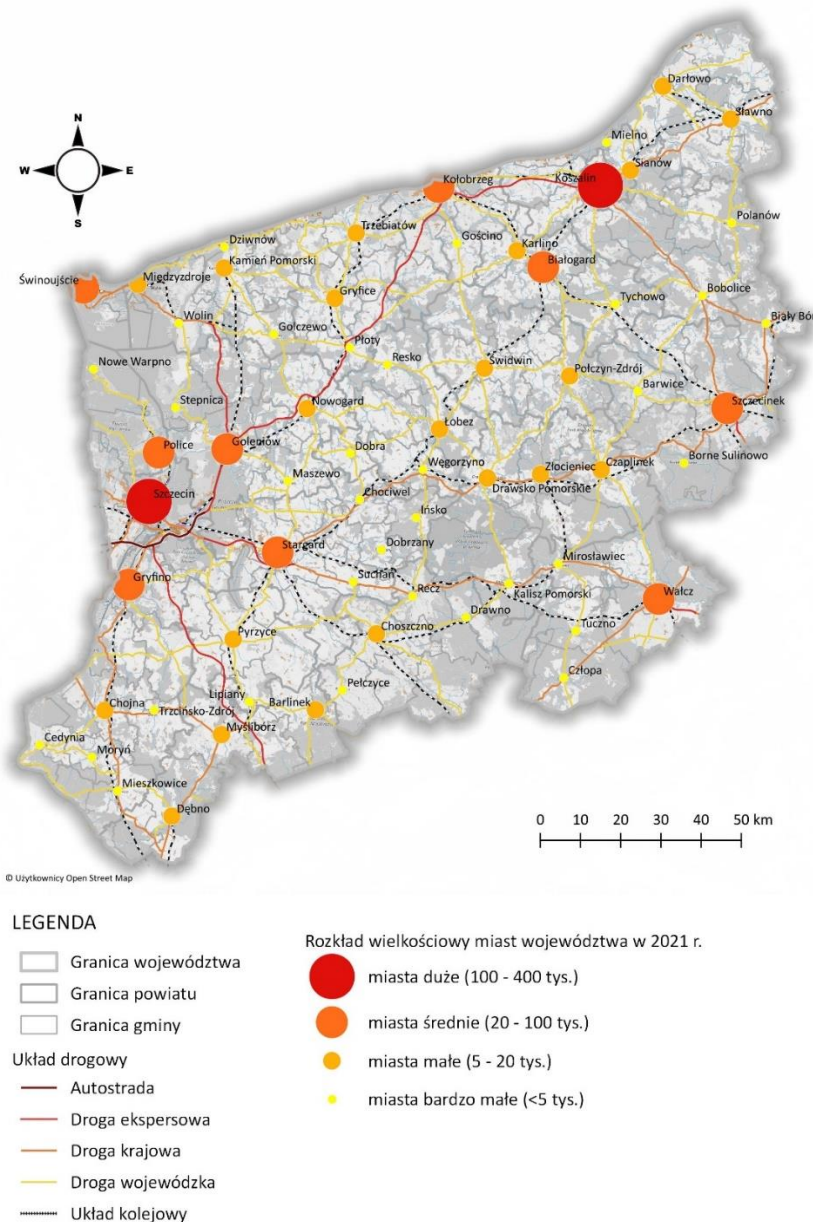 N
W
E
S
Darłowo
Sławno
Mielno
Sianów
Koszalin
Kołobrzeg
Polanów
Trzebiatów
Gościno
Karlino
Białogard
Dziwnów
Kamień Pomorski
Świnoujście
Międzyzdroje
Gryfice
Tychowo
Bobolice
Biały Bór
Wolin
Golczewo
Płoty
Resko
Świdwin
Połczyn-Zdrój
Barwice
Szczecinek
Nowe Warpno
Stepnica
Nowogard
Łobez
Police
Goleniów
Dobra
Węgorzyno
Złocieniec
Czaplinek
Borne Sulinowo
Maszewo
Chociwel
Drawsko Pomorskie
Szczecin
Ińsko
Stargard
Dobrzany
Mirosławiec
Gryfino
Suchań
Recz
Kalisz Pomorski
Wałcz
Drawno
Tuczno
Pyrzyce
Choszczno
Człopa
Pełczyce
Lipiany
Barlinek
Chojna
Trzcińsko-Zdrój
Myślibórz
Cedynia
Moryń
Mieszkowice
Dębno
0 10 20 30 40 50 km
© Użytkownicy Open Street Map
LEGENDA
Granica województwa
Granica powiatu
Granica gminy
Układ drogowy
Autostrada
Droga ekspersowa
Droga krajowa
Droga wojewódzka
Układ kolejowy
Rozkład wielkościowy miast województwa w 2021 r.
miasta duże (100 - 400 tys.)
miasta średnie (20 - 100 tys.)
miasta małe (5 - 20 tys.)
miasta bardzo małe (<5 tys.)